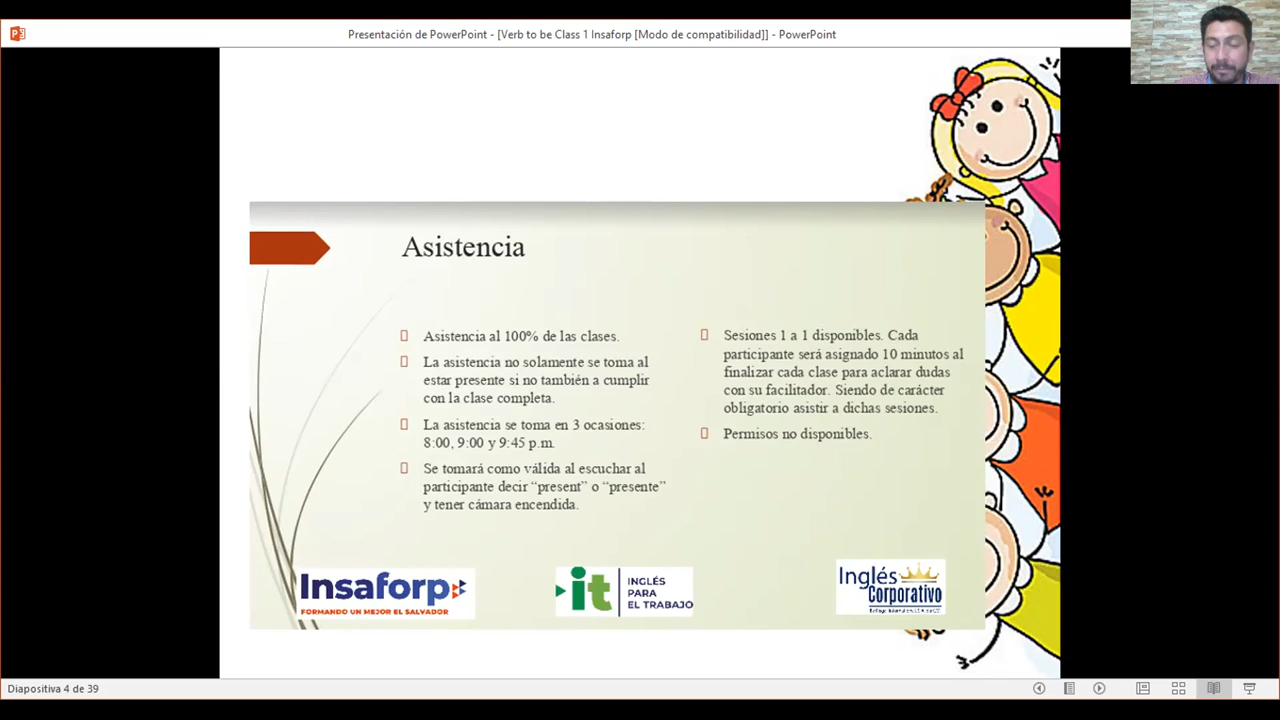 Presentación de PowerPoint - [Verb to be Class 1 Insaforp [Modo de compatibilidad]] - PowerPoint
Asistencia
Asistencia al 100% de las clases.
La asistencia no solamente se toma al
estar presente si no también a cumplir
con la clase completa.
La asistencia se toma en 3 ocasiones:
8:00, 9:00 y 9:45 p.m.
Se tomará como válida al escuchar al
participante decir “present” o “presente”
y tener cámara encendida.
Sesiones 1 a 1 disponibles. Cada
participante será asignado 10 minutos al
finalizar cada clase para aclarar dudas
con su facilitador. Siendo de carácter
obligatorio asistir a dichas sesiones.
Permisos no disponibles.
Insaforp
FORMANDO UN MEJOR EL SALVADOR
it
INGLÉS
PARA
EL TRABAJO
Inglés
Corporativo
Diapositiva 4 de 39